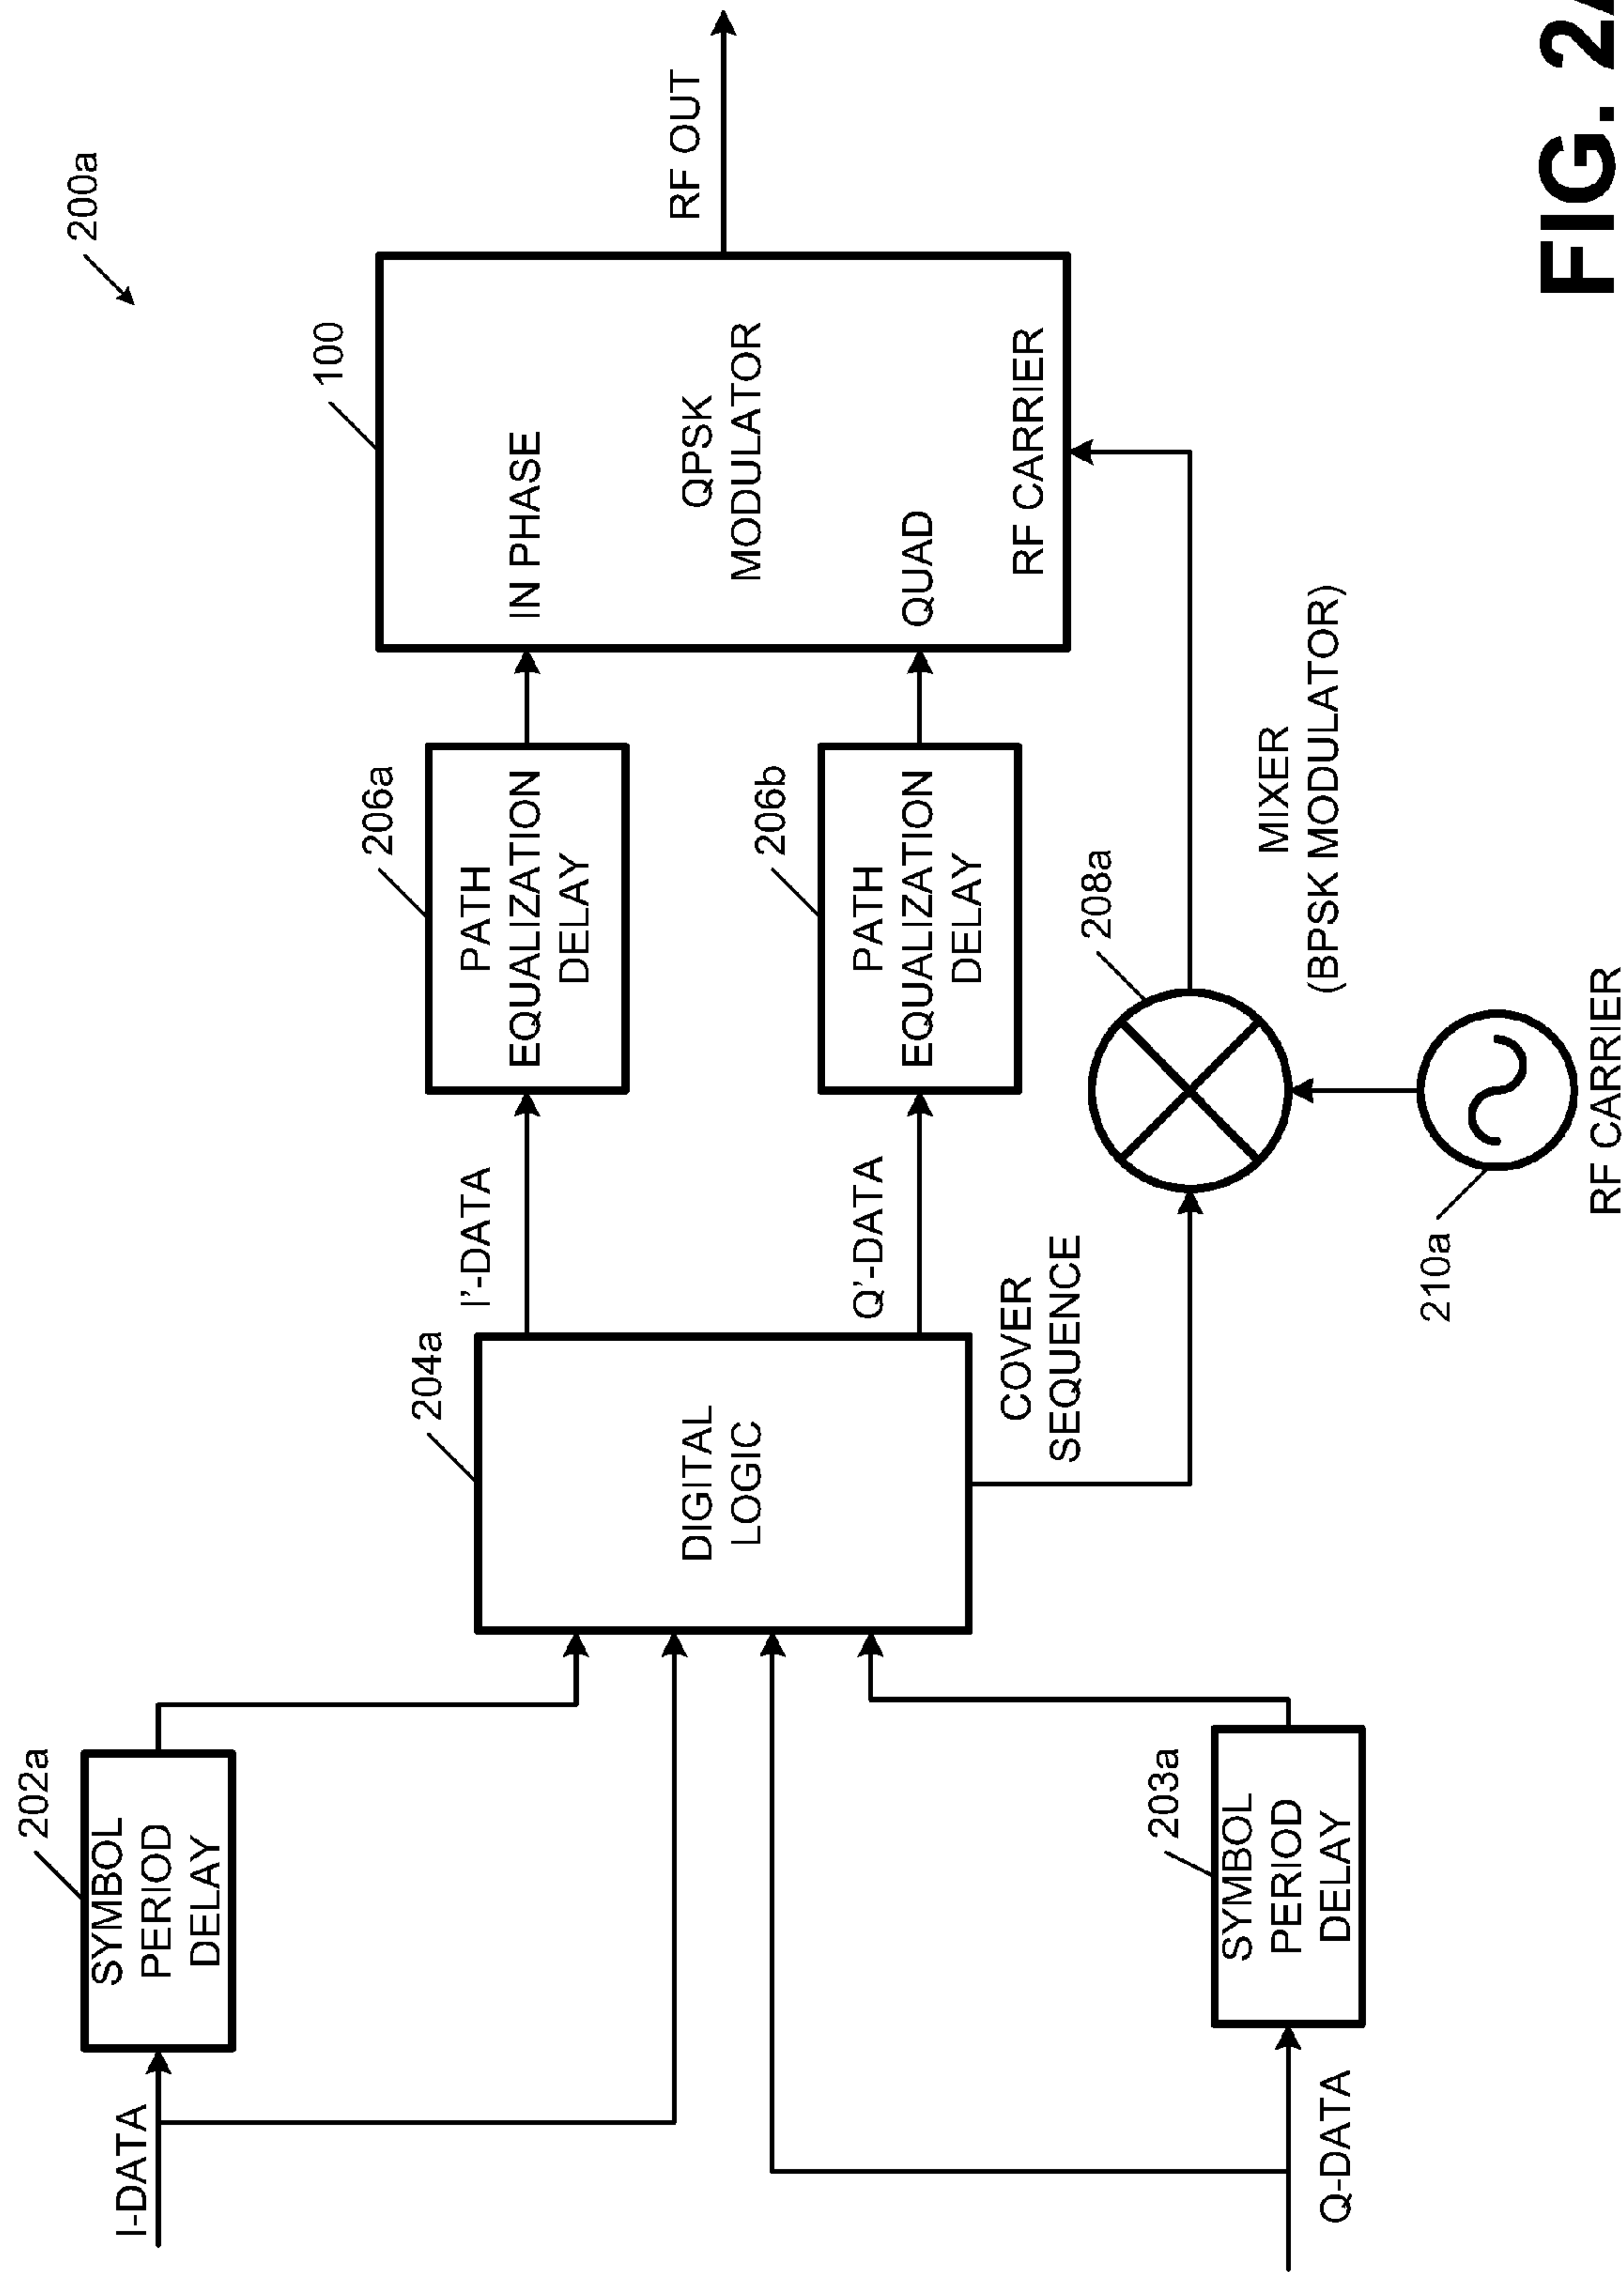 200a
I-DATA
202a
SYMBOL
PERIOD
DELAY
204a
DIGITAL
LOGIC
I'-DATA
Q'-DATA
COVER
SEQUENCE
206a
PATH
EQUALIZATION
DELAY
206b
PATH
EQUALIZATION
DELAY
100
IN PHASE
QPSK
MODULATOR
QUAD
RF CARRIER
RF OUT
203a
SYMBOL
PERIOD
DELAY
Q-DATA
208a
MIXER
(BPSK MODULATOR)
210a
RF CARRIER
FIG. 2A